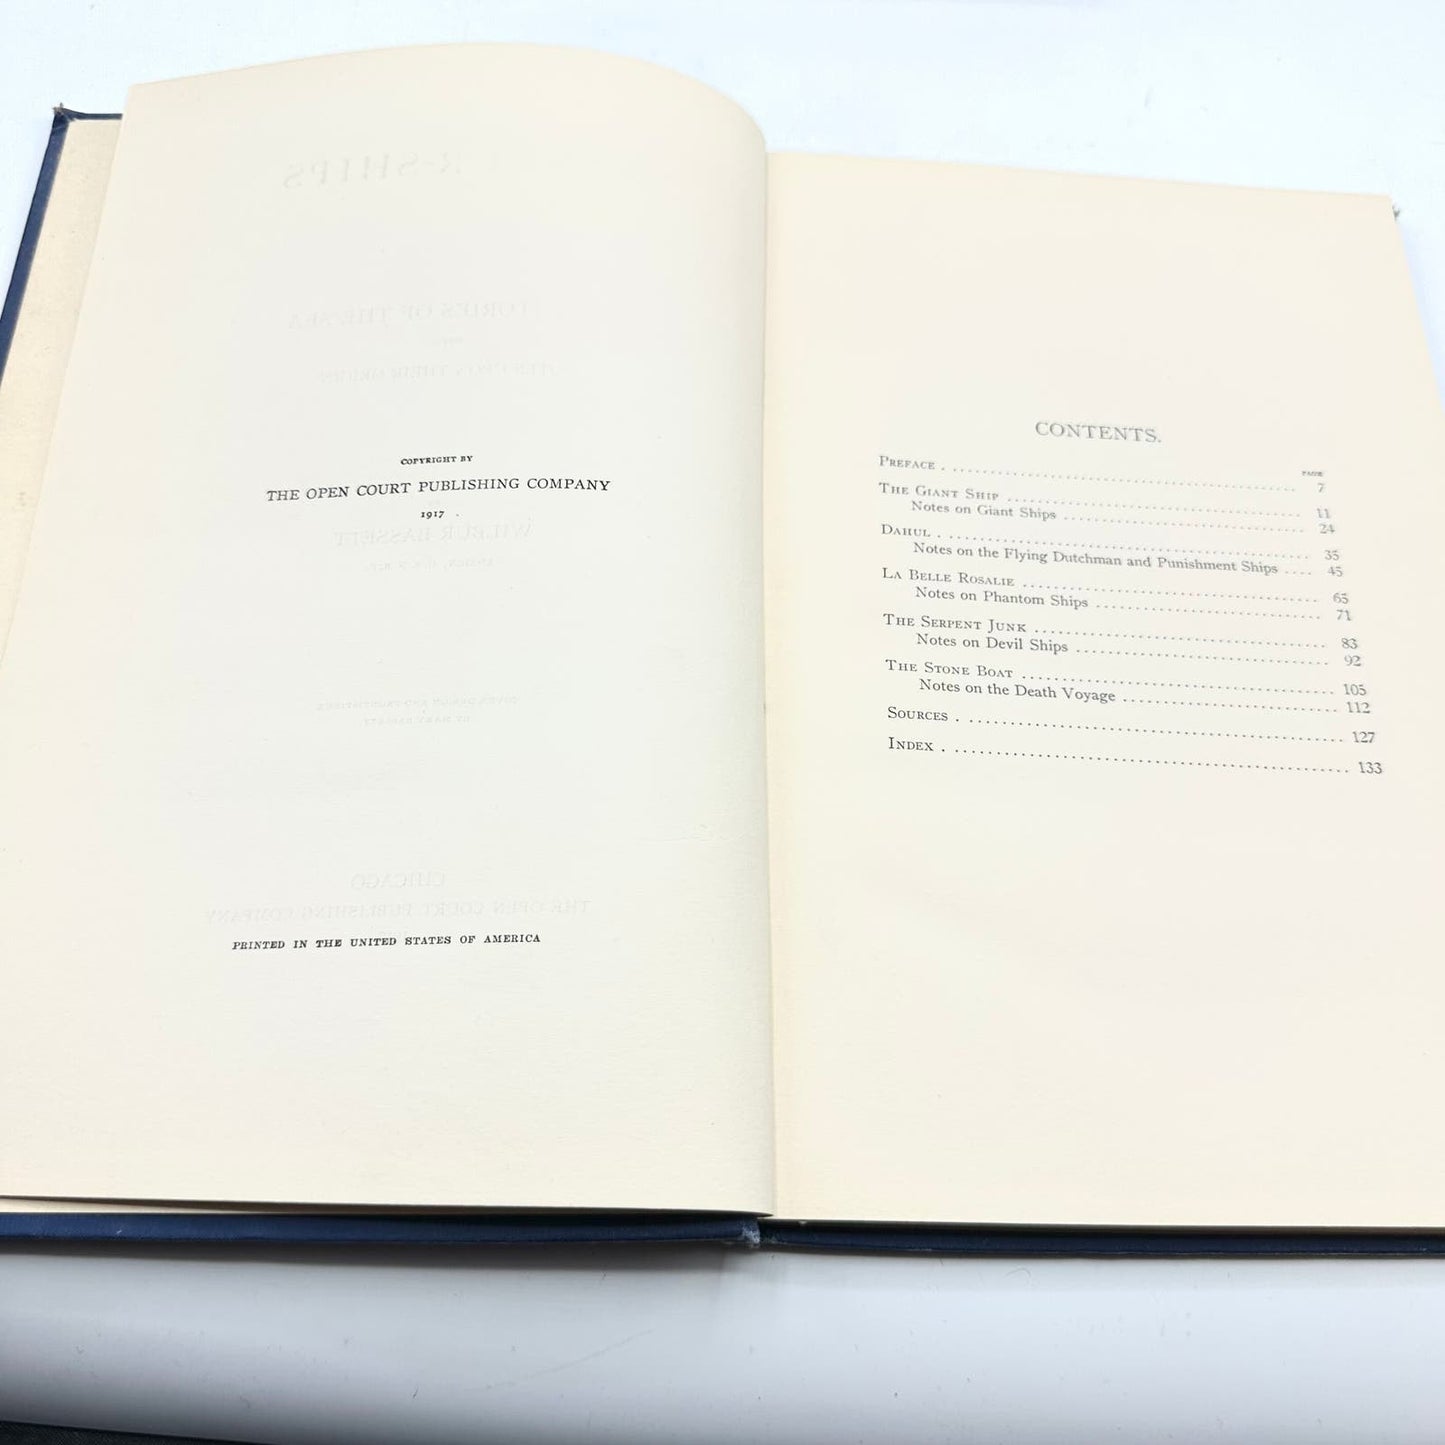 COPYRIGHT BY
THE OPEN COURT PUBLISHING COMPANY
1917
PRINTED IN THE UNITED STATES OF AMERICA
CONTENTS.
PAGE
PREFACE . . . . . . . . . . 7
THE GIANT SHIP . . . . . . . . . . 11
Notes on Giant Ships . . . . . . . . . . 24
DAHUL . . . . . . . . . . 35
Notes on the Flying Dutchman and Punishment Ships . . . . 45
LA BELLE ROSALIE . . . . . . . . . . 65
Notes on Phantom Ships . . . . . . . . . . 71
THE SERPENT JUNK . . . . . . . . . . 83
Notes on Devil Ships . . . . . . . . . . 92
THE STONE BOAT . . . . . . . . . . 105
Notes on the Death Voyage . . . . . . . . . . 112
SOURCES . . . . . . . . . . 127
INDEX . . . . . . . . . . 133